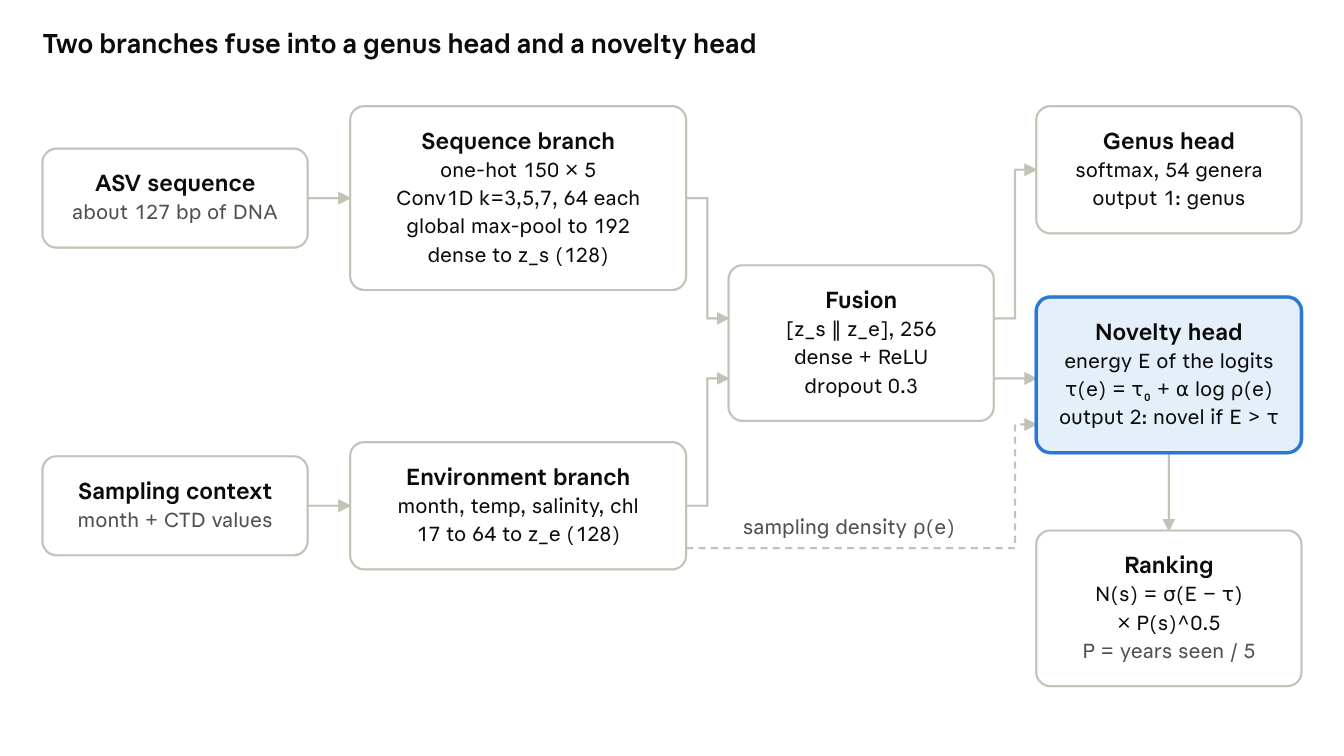 Two branches fuse into a genus head and a novelty head
ASV sequence
about 127 bp of DNA
Sequence branch
one-hot 150 × 5
Conv1D k=3,5,7, 64 each
global max-pool to 192
dense to z_s (128)
Sampling context
month + CTD values
Environment branch
month, temp, salinity, chl
17 to 64 to z_e (128)
Fusion
[z_s ∥ z_e], 256
dense + ReLU
dropout 0.3
sampling density ρ(e)
Genus head
softmax, 54 genera
output 1: genus
Novelty head
energy E of the logits
τ(e) = τ₀ + α log ρ(e)
output 2: novel if E > τ
Ranking
N(s) = σ(E − τ)
× P(s)^0.5
P = years seen / 5